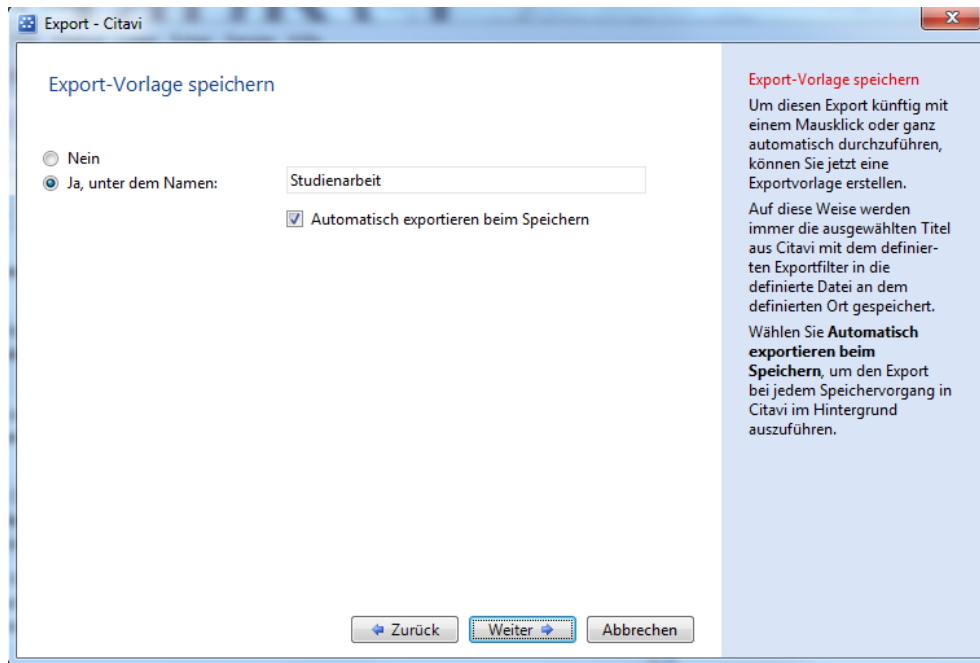 Export - Citavi
Export-Vorlage speichern
Nein
Ja, unter dem Namen:
Studienarbeit
Automatisch exportieren beim Speichern
Zurück
Weiter
Abbrechen
Export-Vorlage speichern
Um diesen Export künftig mit
einem Mausklick oder ganz
automatisch durchzuführen,
können Sie jetzt eine
Exportvorlage erstellen.
Auf diese Weise werden
immer die ausgewählten Titel
aus Citavi mit dem definier-
ten Exportfilter in die
definierte Datei an dem
definierten Ort gespeichert.
Wählen Sie Automatisch
exportieren beim
Speichern, um den Export
bei jedem Speichervorgang in
Citavi im Hintergrund
auszuführen.